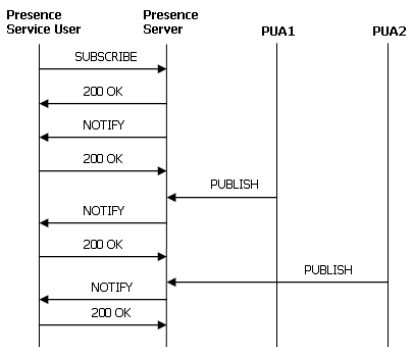 Presence Service User
Presence Server
PUA1
PUA2
SUBSCRIBE
200 OK
NOTIFY
200 OK
PUBLISH
NOTIFY
200 OK
PUBLISH
NOTIFY
200 OK